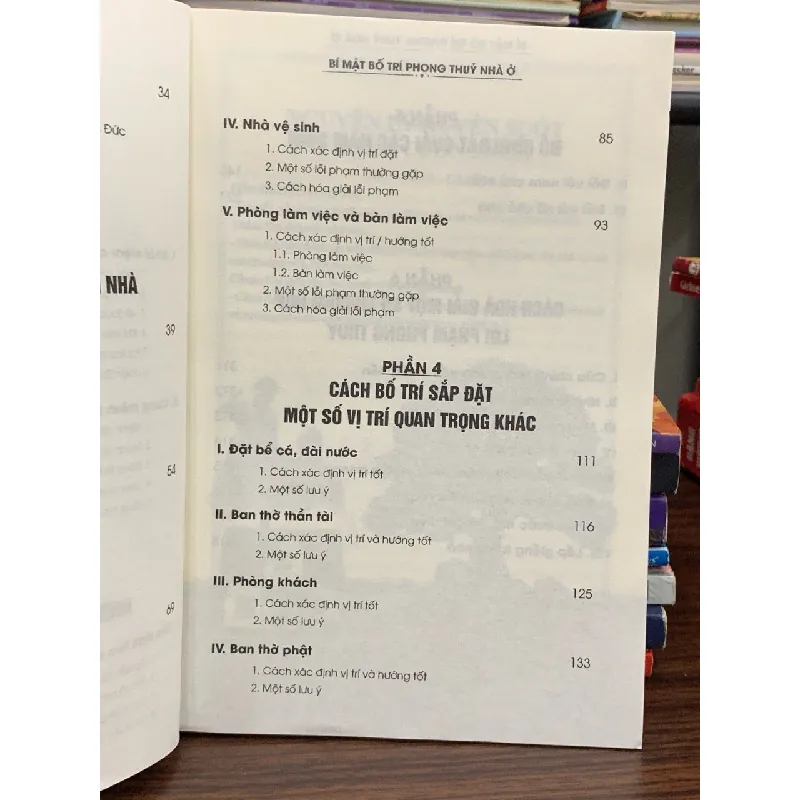 34
Đức
NHÀ
39
54
69
BÍ MẬT BỐ TRÍ PHONG THUỶ NHÀ Ở
IV. Nhà vệ sinh 85
1. Cách xác định vị trí đặt
2. Một số lỗi phạm thường gặp
3. Cách hóa giải lỗi phạm
V. Phòng làm việc và bàn làm việc 93
1. Cách xác định vị trí / hướng tốt
1.1. Phòng làm việc
1.2. Bàn làm việc
2. Một số lỗi phạm thường gặp
3. Cách hóa giải lỗi phạm
PHẦN 4
CÁCH BỐ TRÍ SẮP ĐẶT
MỘT SỐ VỊ TRÍ QUAN TRỌNG KHÁC
I. Đặt bể cá, đài nước 111
1. Cách xác định vị trí tốt
2. Một số lưu ý
II. Ban thờ thần tài 116
1. Cách xác định vị trí và hướng tốt
2. Một số lưu ý
III. Phòng khách 125
1. Cách xác định vị trí tốt
2. Một số lưu ý
IV. Ban thờ phật 133
1. Cách xác định vị trí và hướng tốt
2. Một số lưu ý